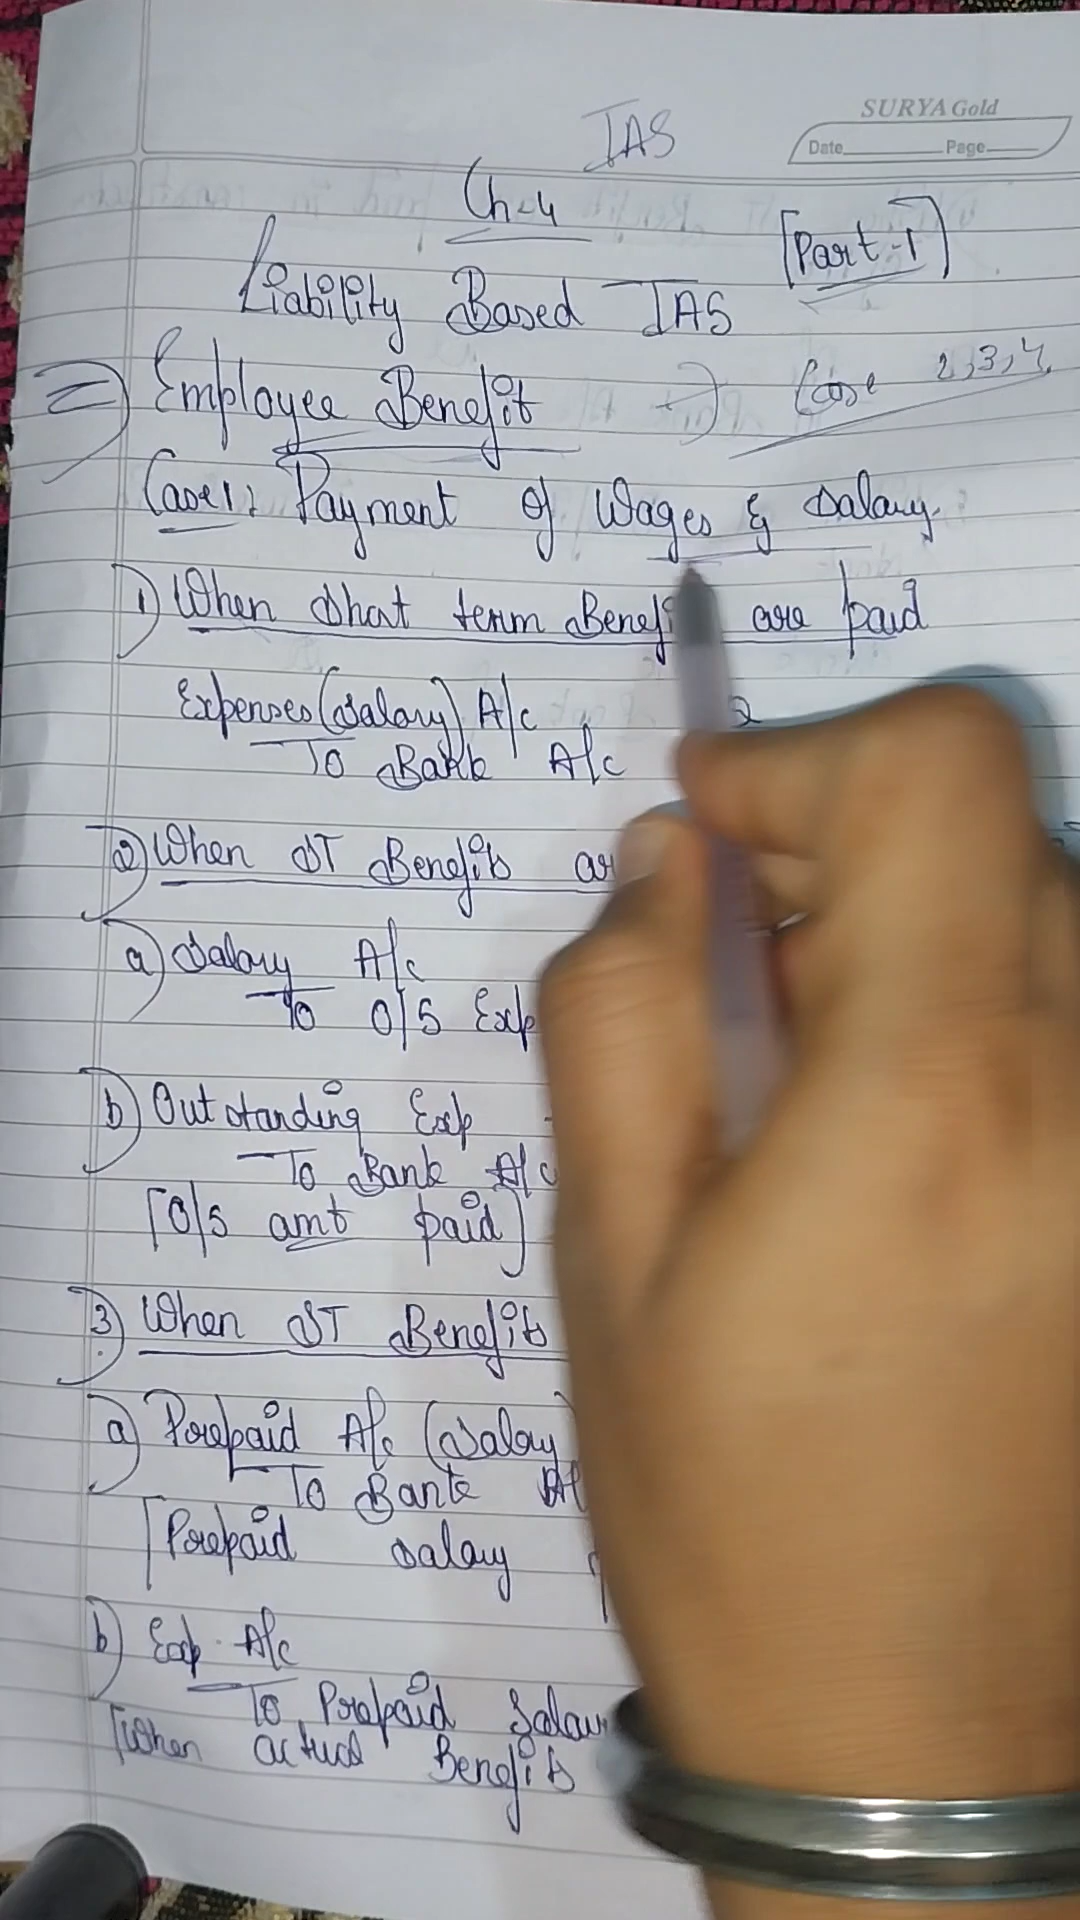 SURYA Gold
IAS
Date Page
Ch-4
[Part-1]
Liability Based IAS
Employee Benefit → Case 2,3,4
Case1: Payment of Wages & Salary.
1) When Short term Benefi are paid
Expenses (Salary) A/c
To Bank A/c
2) When ST Benefits
a) Salary A/c
To O/S Exp
b) Outstanding Exp
To Bank A/c
[O/S amt paid]
3) When ST Benefits
a) Prepaid A/c (Salary)
To Bank A/
[Prepaid salary
b) Exp. A/c
To Prepaid Salar
[When actual Benefits